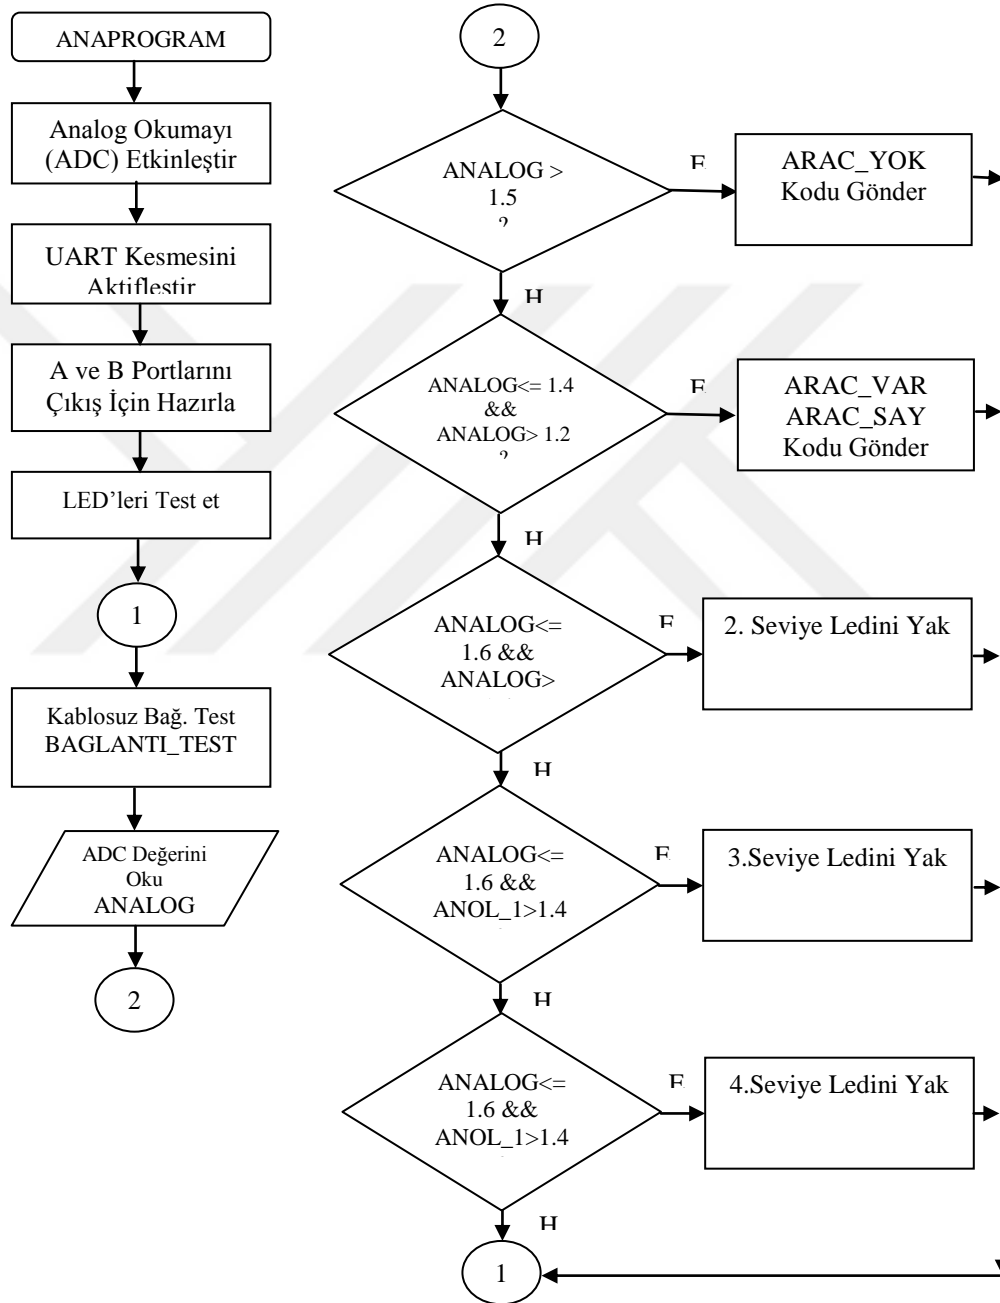 ANAPROGRAM
Analog Okumayı
(ADC) Etkinleştir
UART Kesmesini
Aktifleştir
A ve B Portlarını
Çıkış İçin Hazırla
LED’leri Test et
1
Kablosuz Bağ. Test
BAGLANTI_TEST
ADC Değerini
Oku
ANALOG
2
2
ANALOG >
1.5
?
E
ARAC_YOK
Kodu Gönder
H
ANALOG<= 1.4
&&
ANALOG> 1.2
?
E
ARAC_VAR
ARAC_SAY
Kodu Gönder
H
ANALOG<=
1.6 &&
ANALOG>
E
2. Seviye Ledini Yak
H
ANALOG<=
1.6 &&
ANOL_1>1.4
E
3.Seviye Ledini Yak
H
ANALOG<=
1.6 &&
ANOL_1>1.4
E
4.Seviye Ledini Yak
H
1